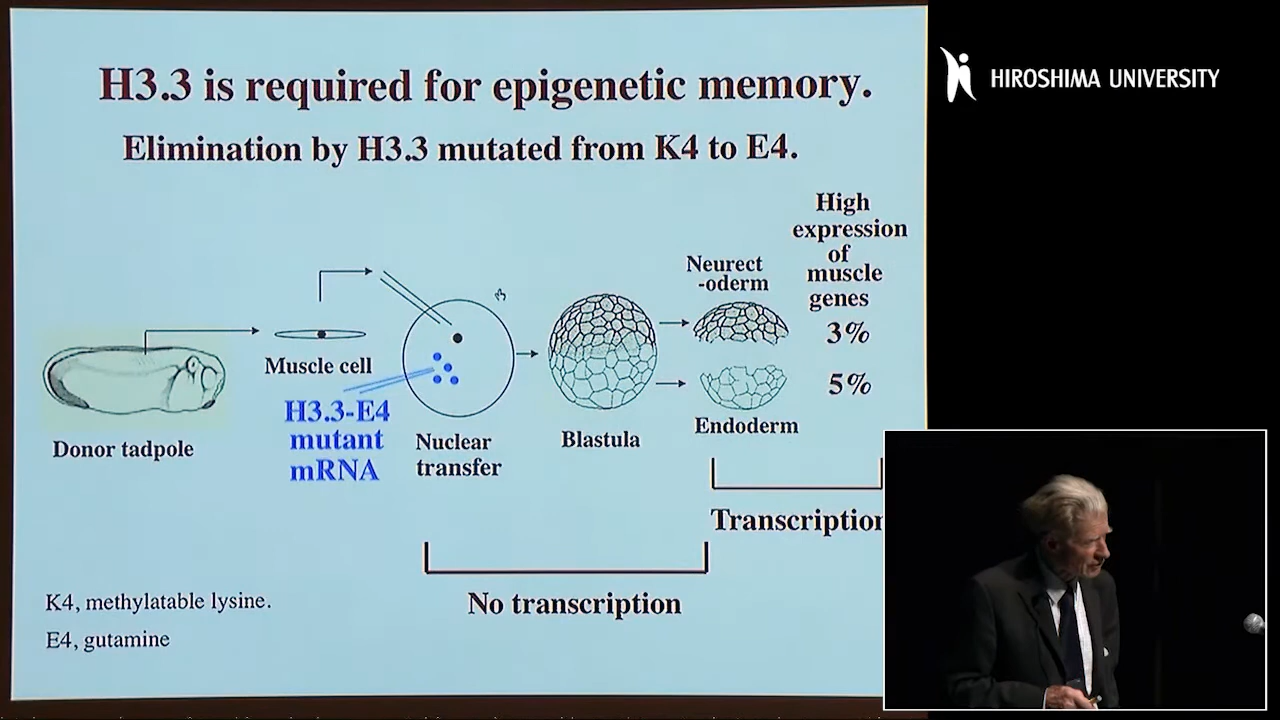 H3.3 is required for epigenetic memory.
Elimination by H3.3 mutated from K4 to E4.
HIROSHIMA UNIVERSITY
High
expression
of
muscle
genes
Neurect
-oderm
3%
Muscle cell
5%
H3.3-E4
mutant
mRNA
Donor tadpole
Nuclear
transfer
Blastula
Endoderm
Transcription
No transcription
K4, methylatable lysine.
E4, gutamine